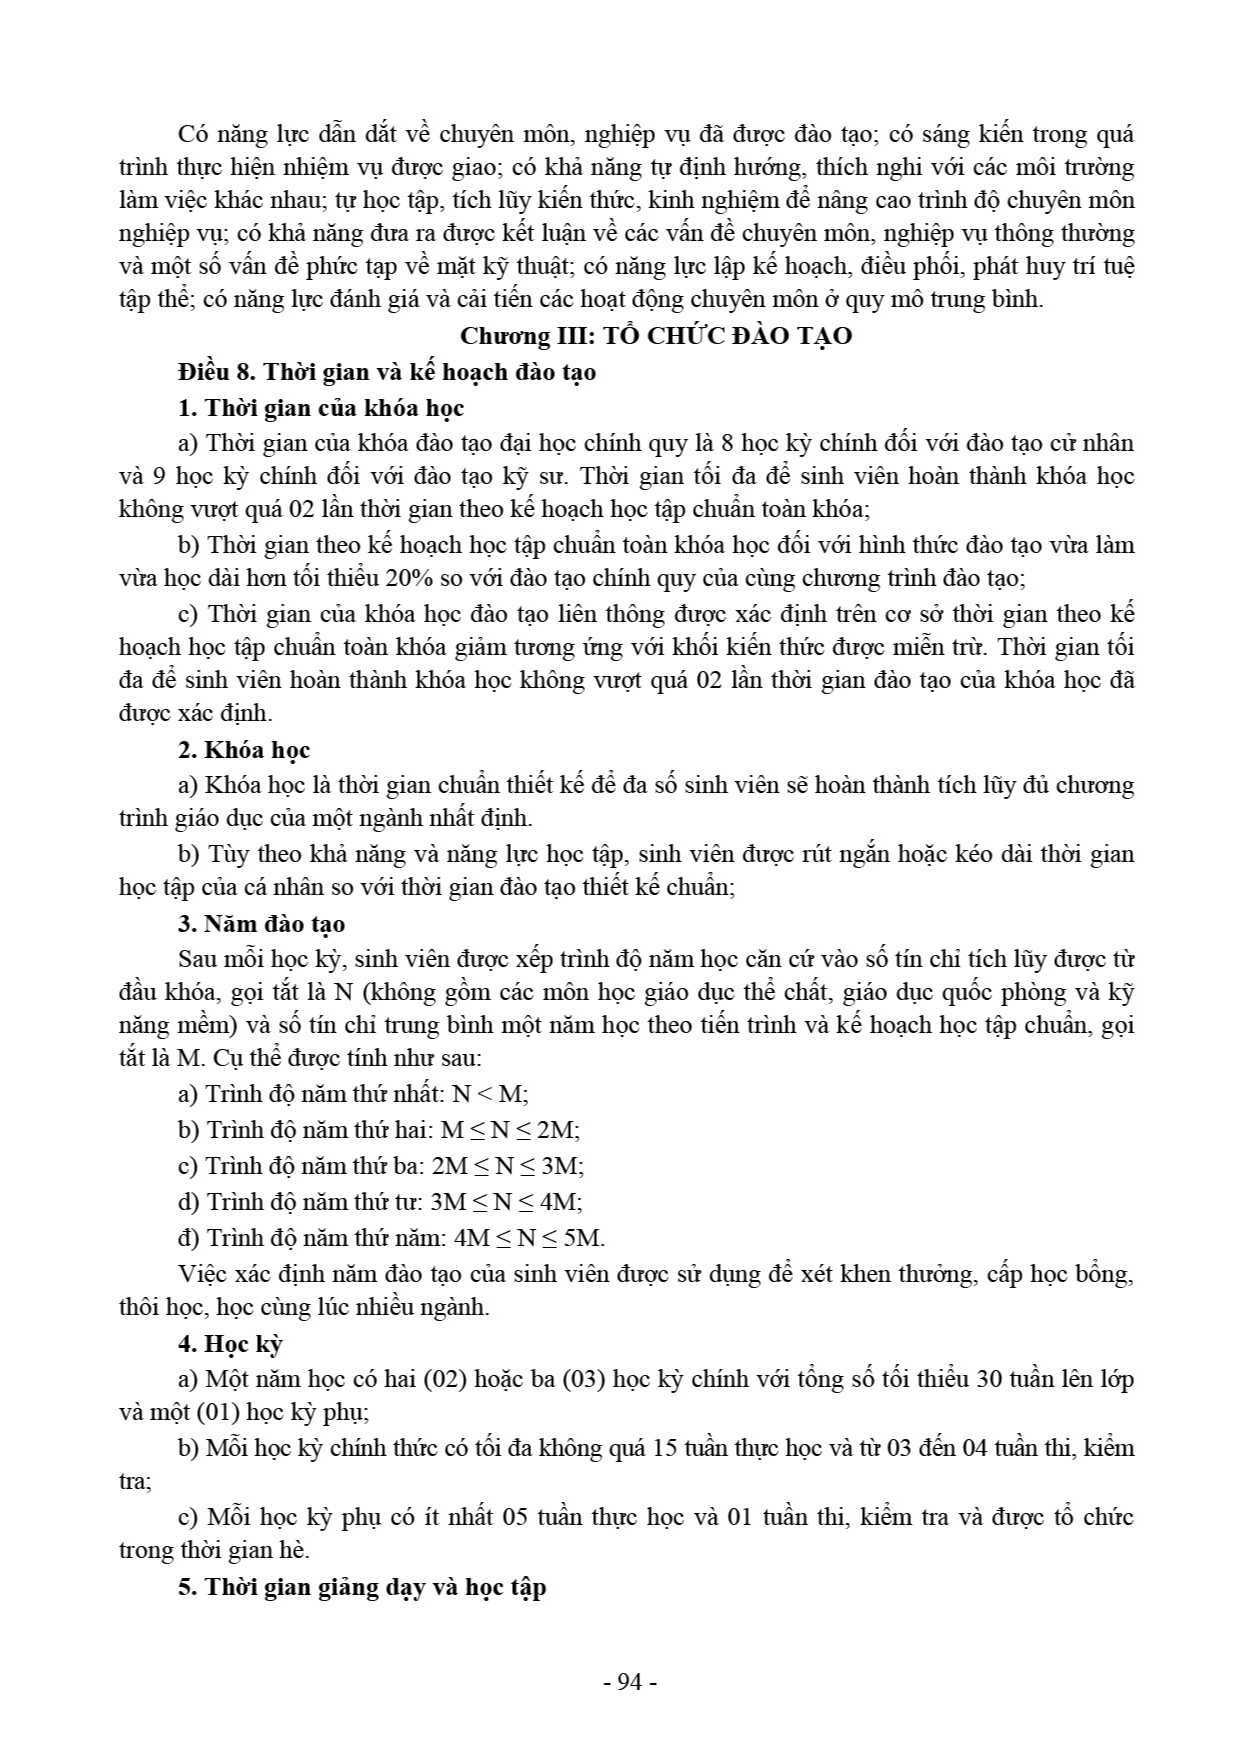 Có năng lực dẫn dắt về chuyên môn, nghiệp vụ đã được đào tạo; có sáng kiến trong quá
trình thực hiện nhiệm vụ được giao; có khả năng tự định hướng, thích nghi với các môi trường
làm việc khác nhau; tự học tập, tích lũy kiến thức, kinh nghiệm để nâng cao trình độ chuyên môn
nghiệp vụ; có khả năng đưa ra được kết luận về các vấn đề chuyên môn, nghiệp vụ thông thường
và một số vấn đề phức tạp về mặt kỹ thuật; có năng lực lập kế hoạch, điều phối, phát huy trí tuệ
tập thể; có năng lực đánh giá và cải tiến các hoạt động chuyên môn ở quy mô trung bình.
Chương III: TỔ CHỨC ĐÀO TẠO
Điều 8. Thời gian và kế hoạch đào tạo
1. Thời gian của khóa học
a) Thời gian của khóa đào tạo đại học chính quy là 8 học kỳ chính đối với đào tạo cử nhân
và 9 học kỳ chính đối với đào tạo kỹ sư. Thời gian tối đa để sinh viên hoàn thành khóa học
không vượt quá 02 lần thời gian theo kế hoạch học tập chuẩn toàn khóa;
b) Thời gian theo kế hoạch học tập chuẩn toàn khóa học đối với hình thức đào tạo vừa làm
vừa học dài hơn tối thiểu 20% so với đào tạo chính quy của cùng chương trình đào tạo;
c) Thời gian của khóa học đào tạo liên thông được xác định trên cơ sở thời gian theo kế
hoạch học tập chuẩn toàn khóa giảm tương ứng với khối kiến thức được miễn trừ. Thời gian tối
đa để sinh viên hoàn thành khóa học không vượt quá 02 lần thời gian đào tạo của khóa học đã
được xác định.
2. Khóa học
a) Khóa học là thời gian chuẩn thiết kế để đa số sinh viên sẽ hoàn thành tích lũy đủ chương
trình giáo dục của một ngành nhất định.
b) Tùy theo khả năng và năng lực học tập, sinh viên được rút ngắn hoặc kéo dài thời gian
học tập của cá nhân so với thời gian đào tạo thiết kế chuẩn;
3. Năm đào tạo
Sau mỗi học kỳ, sinh viên được xếp trình độ năm học căn cứ vào số tín chỉ tích lũy được từ
đầu khóa, gọi tắt là N (không gồm các môn học giáo dục thể chất, giáo dục quốc phòng và kỹ
năng mềm) và số tín chỉ trung bình một năm học theo tiến trình và kế hoạch học tập chuẩn, gọi
tắt là M. Cụ thể được tính như sau:
a) Trình độ năm thứ nhất: N < M;
b) Trình độ năm thứ hai: M ≤ N ≤ 2M;
c) Trình độ năm thứ ba: 2M ≤ N ≤ 3M;
d) Trình độ năm thứ tư: 3M ≤ N ≤ 4M;
đ) Trình độ năm thứ năm: 4M ≤ N ≤ 5M.
Việc xác định năm đào tạo của sinh viên được sử dụng để xét khen thưởng, cấp học bổng,
thôi học, học cùng lúc nhiều ngành.
4. Học kỳ
a) Một năm học có hai (02) hoặc ba (03) học kỳ chính với tổng số tối thiểu 30 tuần lên lớp
và một (01) học kỳ phụ;
b) Mỗi học kỳ chính thức có tối đa không quá 15 tuần thực học và từ 03 đến 04 tuần thi, kiểm
tra;
c) Mỗi học kỳ phụ có ít nhất 05 tuần thực học và 01 tuần thi, kiểm tra và được tổ chức
trong thời gian hè.
5. Thời gian giảng dạy và học tập
- 94 -